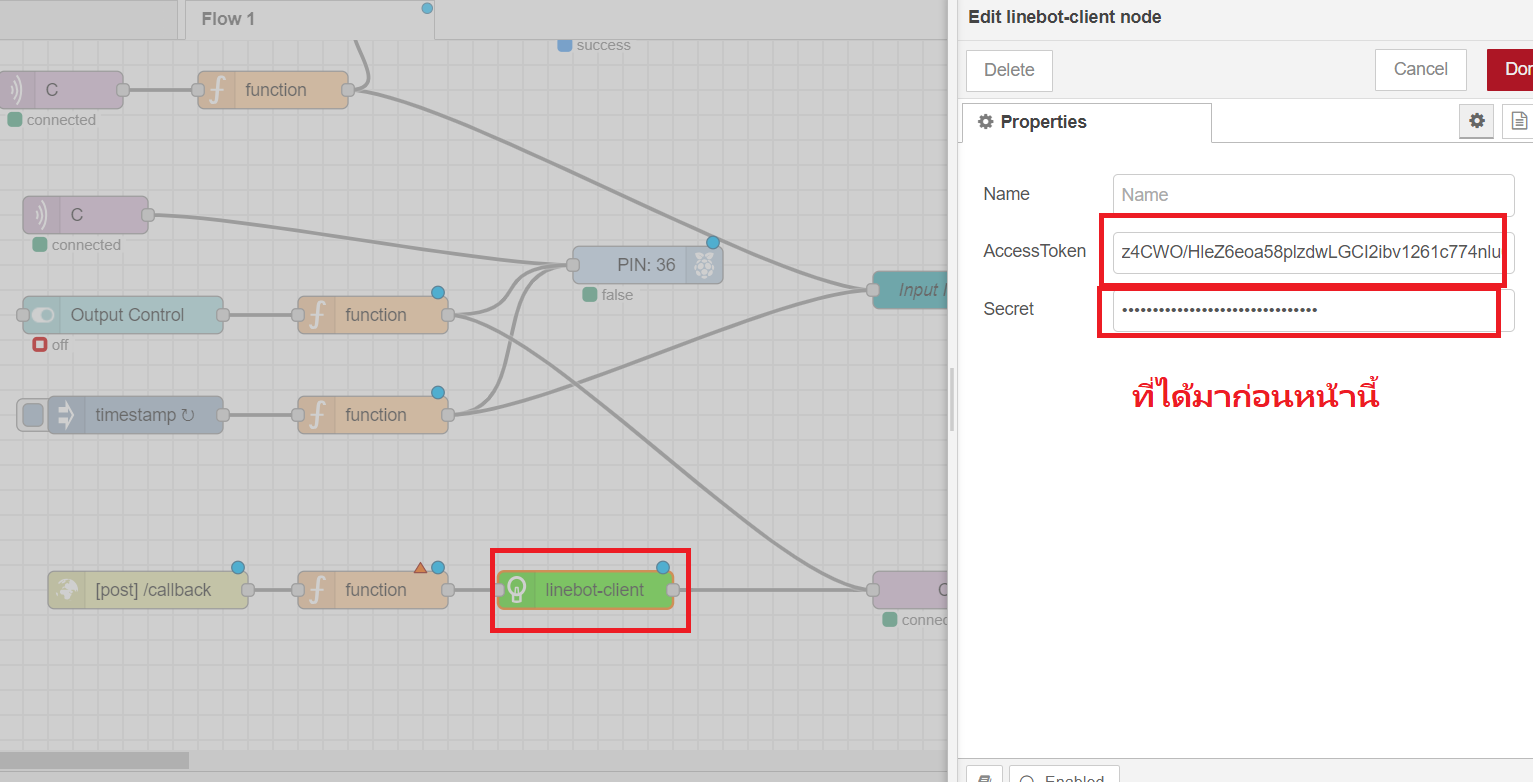 Flow 1
success
C
function
connected
C
connected
PIN: 36
false
Input
Output Control
function
off
timestamp ↻
function
[post] /callback
function
linebot-client
C
Edit linebot-client node
Delete
Cancel
Properties
Name
Name
AccessToken
z4CWO/HleZ6eoa58plzdwLGCI2ibv1261c774nlu
Secret
••••••••••••••••••••••••••••••••
ที่ได้มาก่อนหน้านี้
Enabled